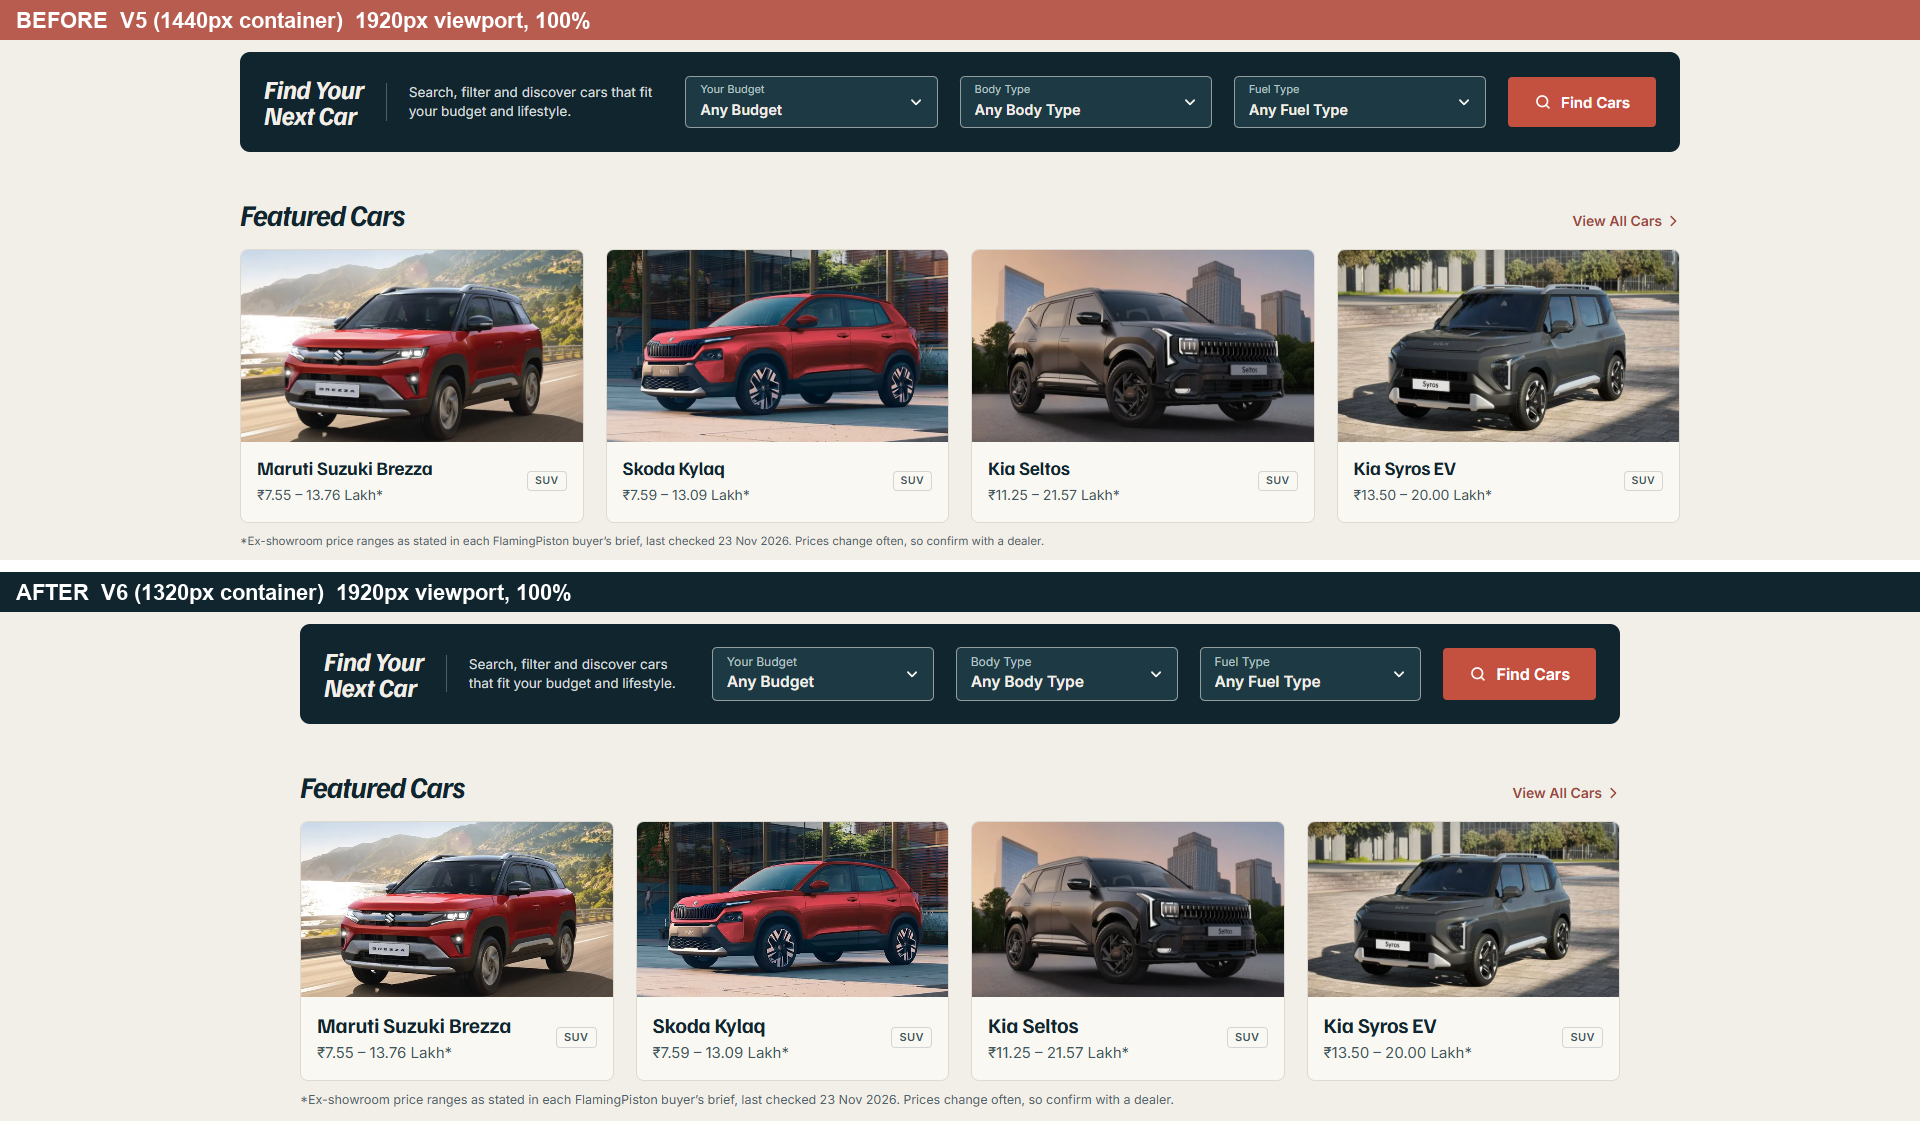 BEFORE V5 (1440px container) 1920px viewport, 100%
Find Your
Next Car
Search, filter and discover cars that fit
your budget and lifestyle.
Your Budget
Any Budget
Body Type
Any Body Type
Fuel Type
Any Fuel Type
Find Cars
Featured Cars
View All Cars
BREZZA
Seltos
Syros
Maruti Suzuki Brezza
₹7.55 – 13.76 Lakh*
SUV
Skoda Kylaq
₹7.59 – 13.09 Lakh*
SUV
Kia Seltos
₹11.25 – 21.57 Lakh*
SUV
Kia Syros EV
₹13.50 – 20.00 Lakh*
SUV
*Ex-showroom price ranges as stated in each FlamingPiston buyer’s brief, last checked 23 Nov 2026. Prices change often, so confirm with a dealer.
AFTER V6 (1320px container) 1920px viewport, 100%
Find Your
Next Car
Search, filter and discover cars
that fit your budget and lifestyle.
Your Budget
Any Budget
Body Type
Any Body Type
Fuel Type
Any Fuel Type
Find Cars
Featured Cars
View All Cars
BREZZA
Seltos
Syros
Maruti Suzuki Brezza
₹7.55 – 13.76 Lakh*
SUV
Skoda Kylaq
₹7.59 – 13.09 Lakh*
SUV
Kia Seltos
₹11.25 – 21.57 Lakh*
SUV
Kia Syros EV
₹13.50 – 20.00 Lakh*
SUV
*Ex-showroom price ranges as stated in each FlamingPiston buyer’s brief, last checked 23 Nov 2026. Prices change often, so confirm with a dealer.